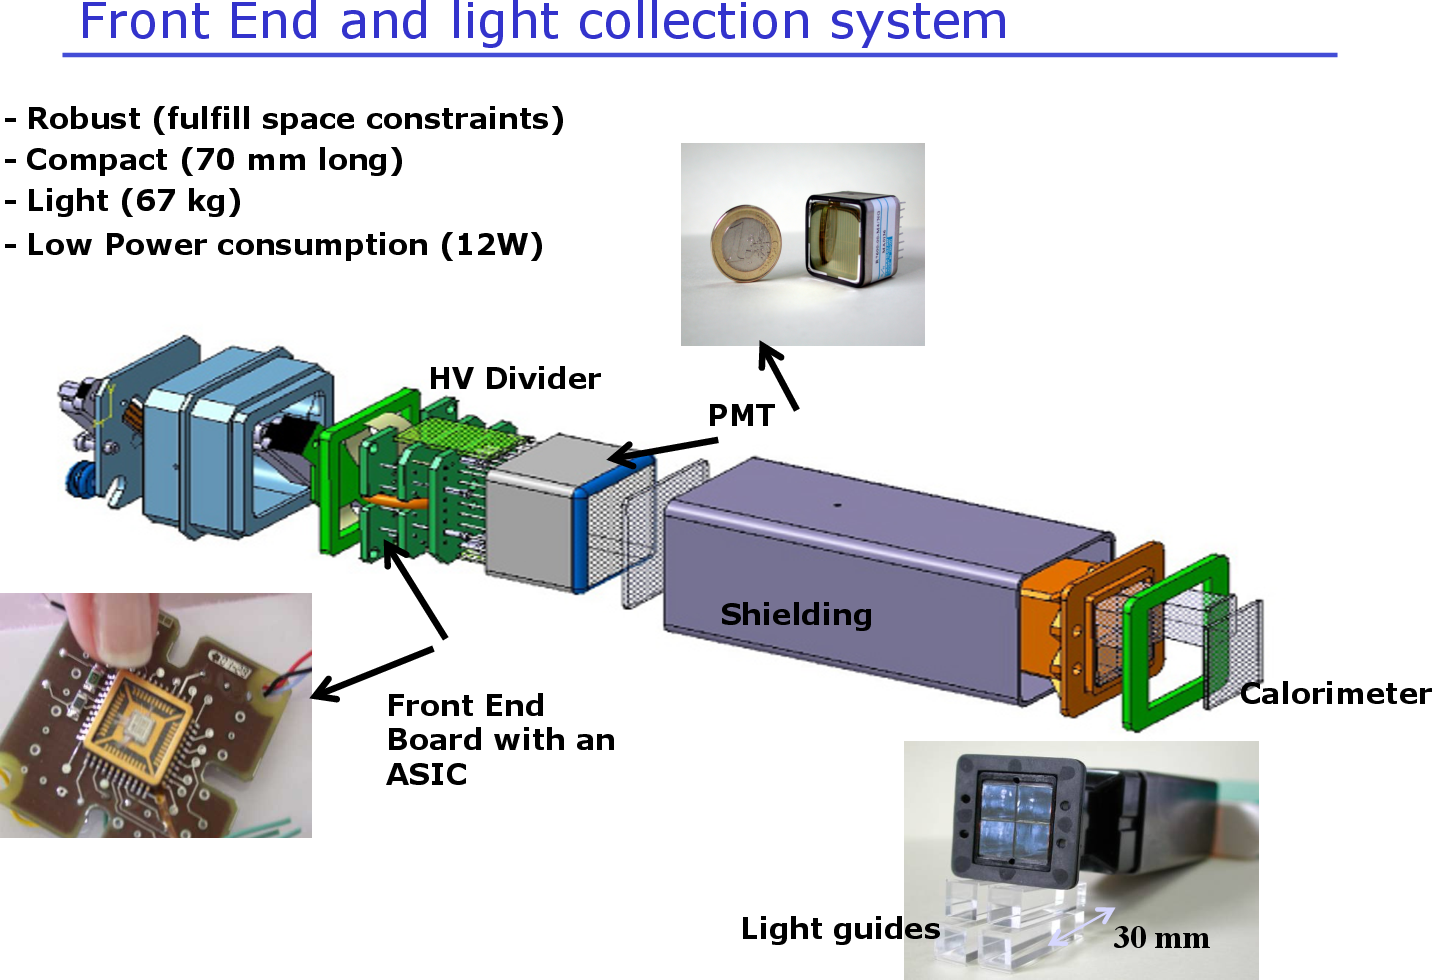 Front End and light collection system
- Robust (fulfill space constraints)
- Compact (70 mm long)
- Light (67 kg)
- Low Power consumption (12W)
HV Divider
PMT
Shielding
Calorimeter
Front End
Board with an
ASIC
Light guides
30 mm